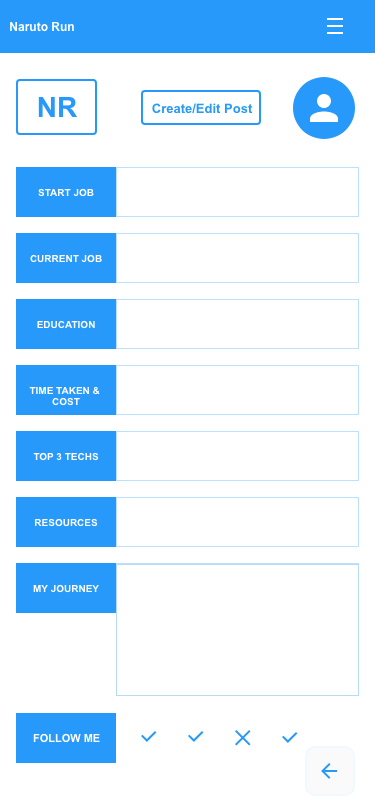 Naruto Run
NR
Create/Edit Post
START JOB
CURRENT JOB
EDUCATION
TIME TAKEN &
COST
TOP 3 TECHS
RESOURCES
MY JOURNEY
FOLLOW ME